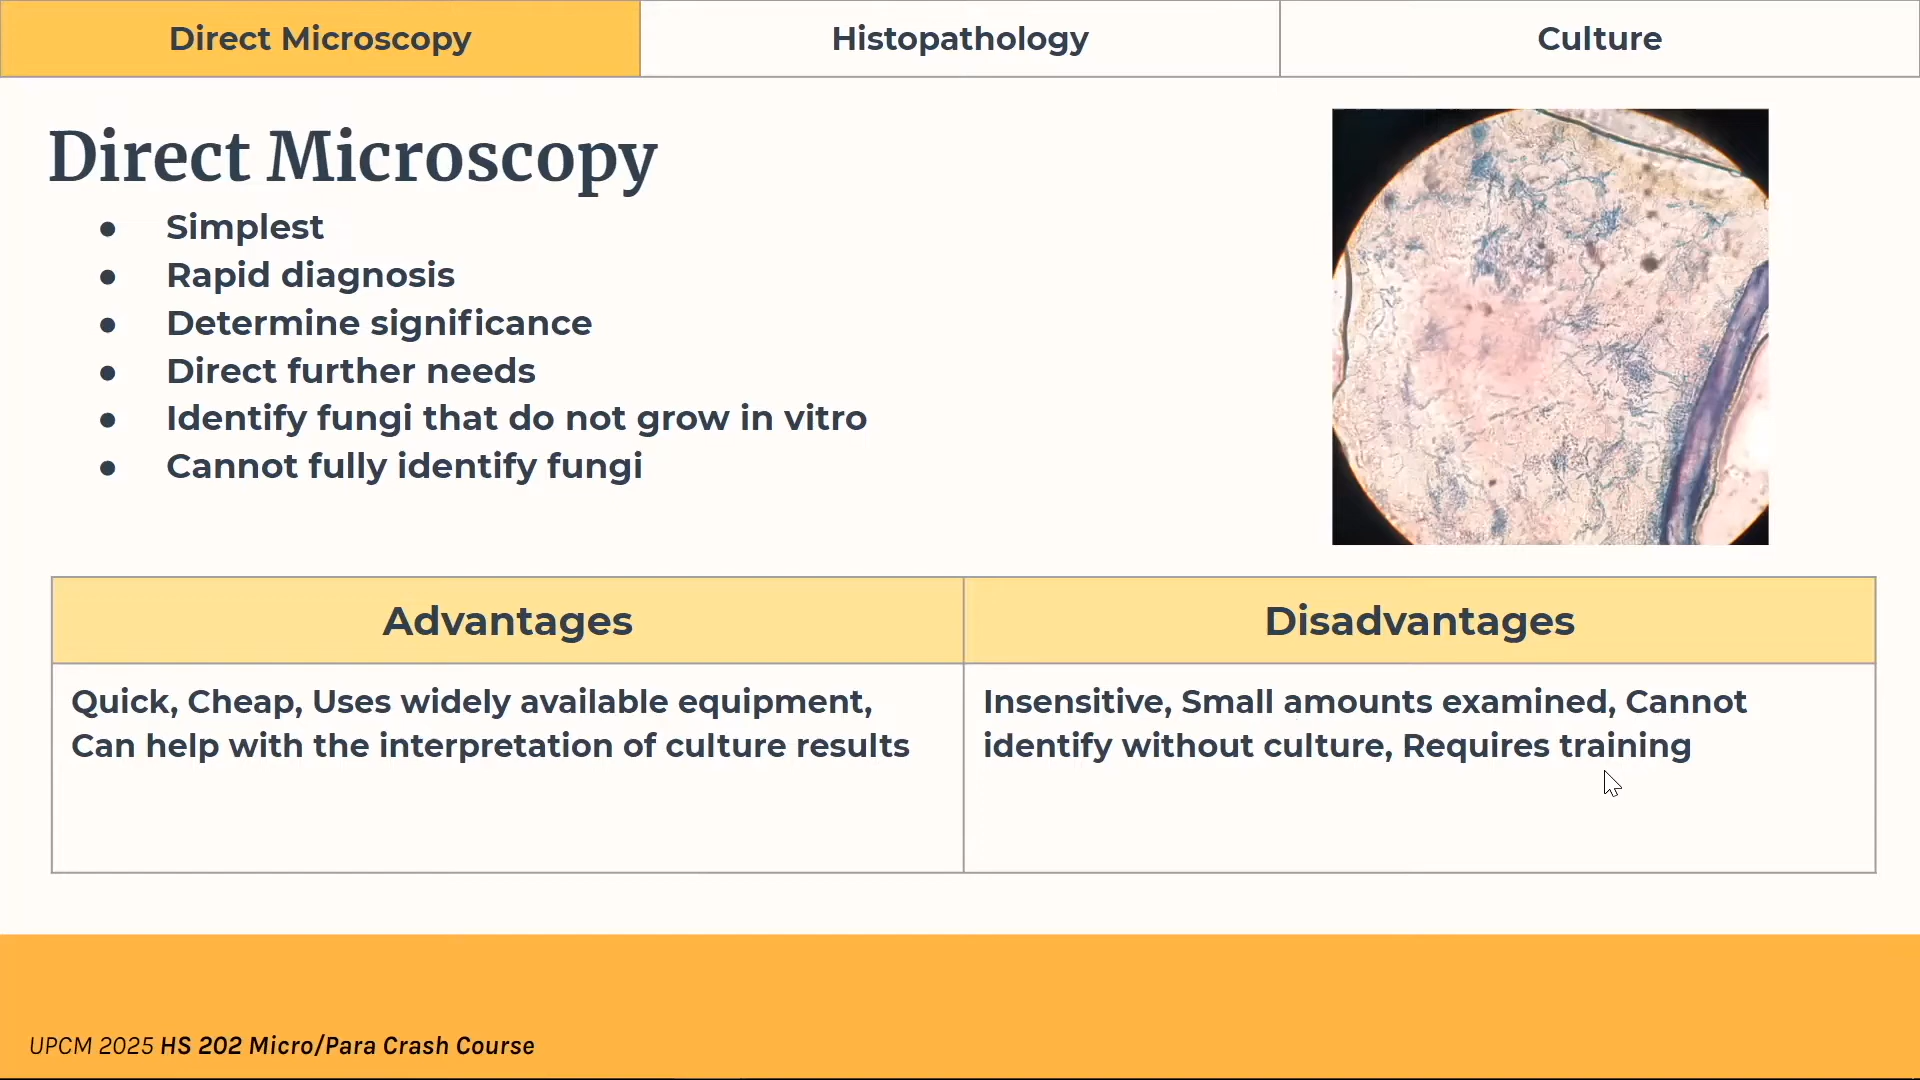 Direct Microscopy
Histopathology
Culture
Direct Microscopy
● Simplest
● Rapid diagnosis
● Determine significance
● Direct further needs
● Identify fungi that do not grow in vitro
● Cannot fully identify fungi
Advantages
Disadvantages
Quick, Cheap, Uses widely available equipment,
Can help with the interpretation of culture results
Insensitive, Small amounts examined, Cannot
identify without culture, Requires training
UPCM 2025 HS 202 Micro/Para Crash Course